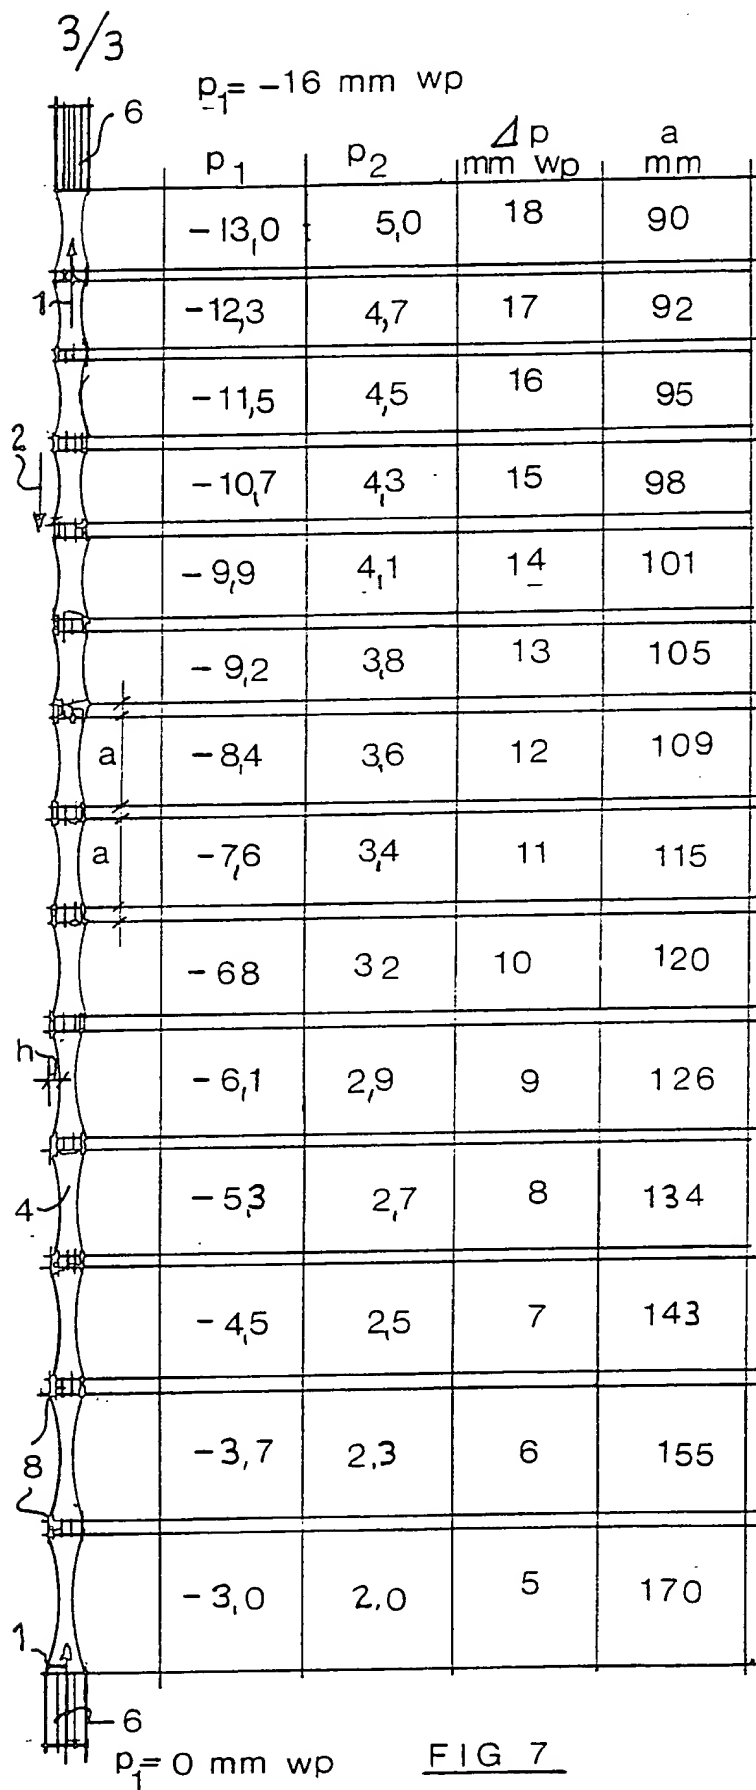 3/3
p₁= -16 mm wp
6
p₁ p₂ Δp mm wp a mm
-13,0 5,0 18 90
1
-12,3 4,7 17 92
-11,5 4,5 16 95
2
-10,7 4,3 15 98
-9,9 4,1 14 101
-9,2 3,8 13 105
a
-8,4 3,6 12 109
a
-7,6 3,4 11 115
-68 32 10 120
h
-6,1 2,9 9 126
4
-5,3 2,7 8 134
-4,5 2,5 7 143
8
-3,7 2,3 6 155
-3,0 2,0 5 170
1
6
p₁= 0 mm wp
FIG 7